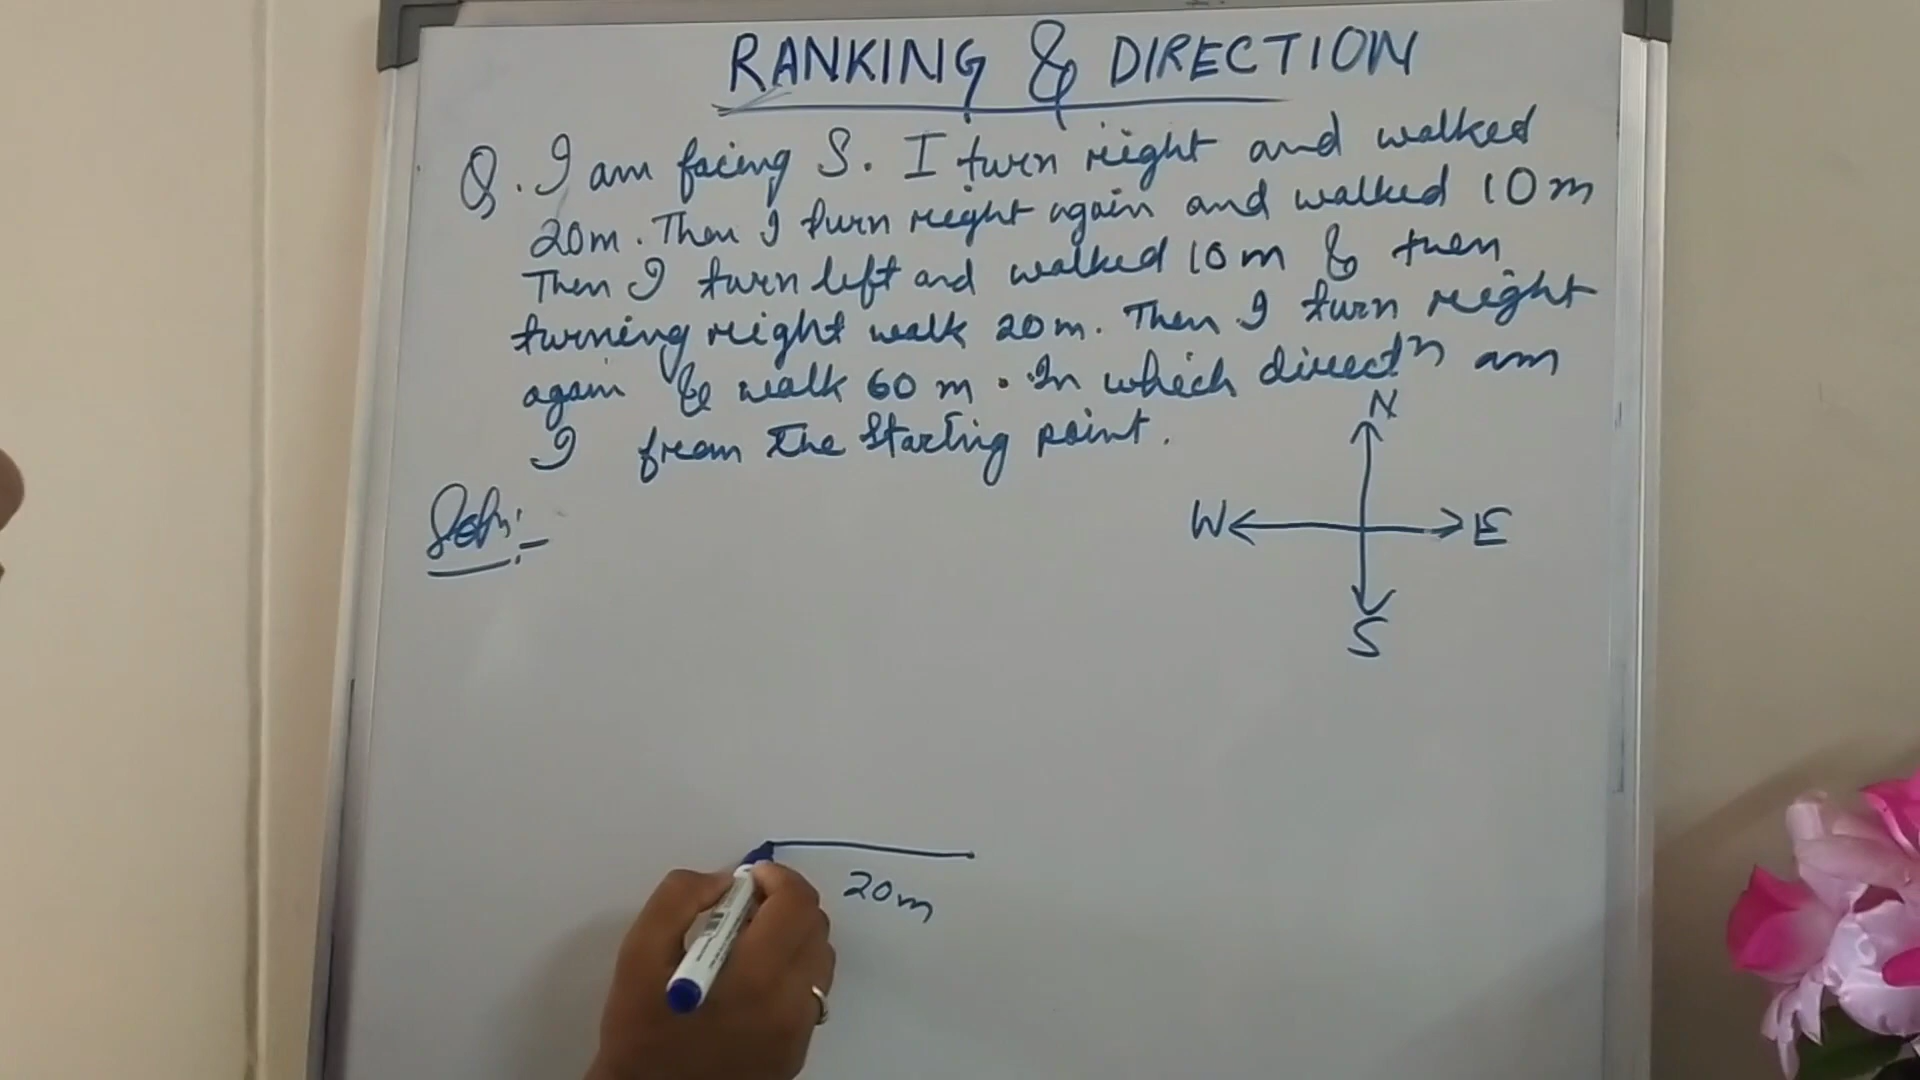 RANKING & DIRECTION
Q. I am facing S. I turn right and walked
20m. Then I turn right again and walked 10m
Then I turn left and walked 10m & then
turning right walk 20m. Then I turn right
again & walk 60m. In which directn am
I from the starting point.
N
W E
S
Soln:-
20m